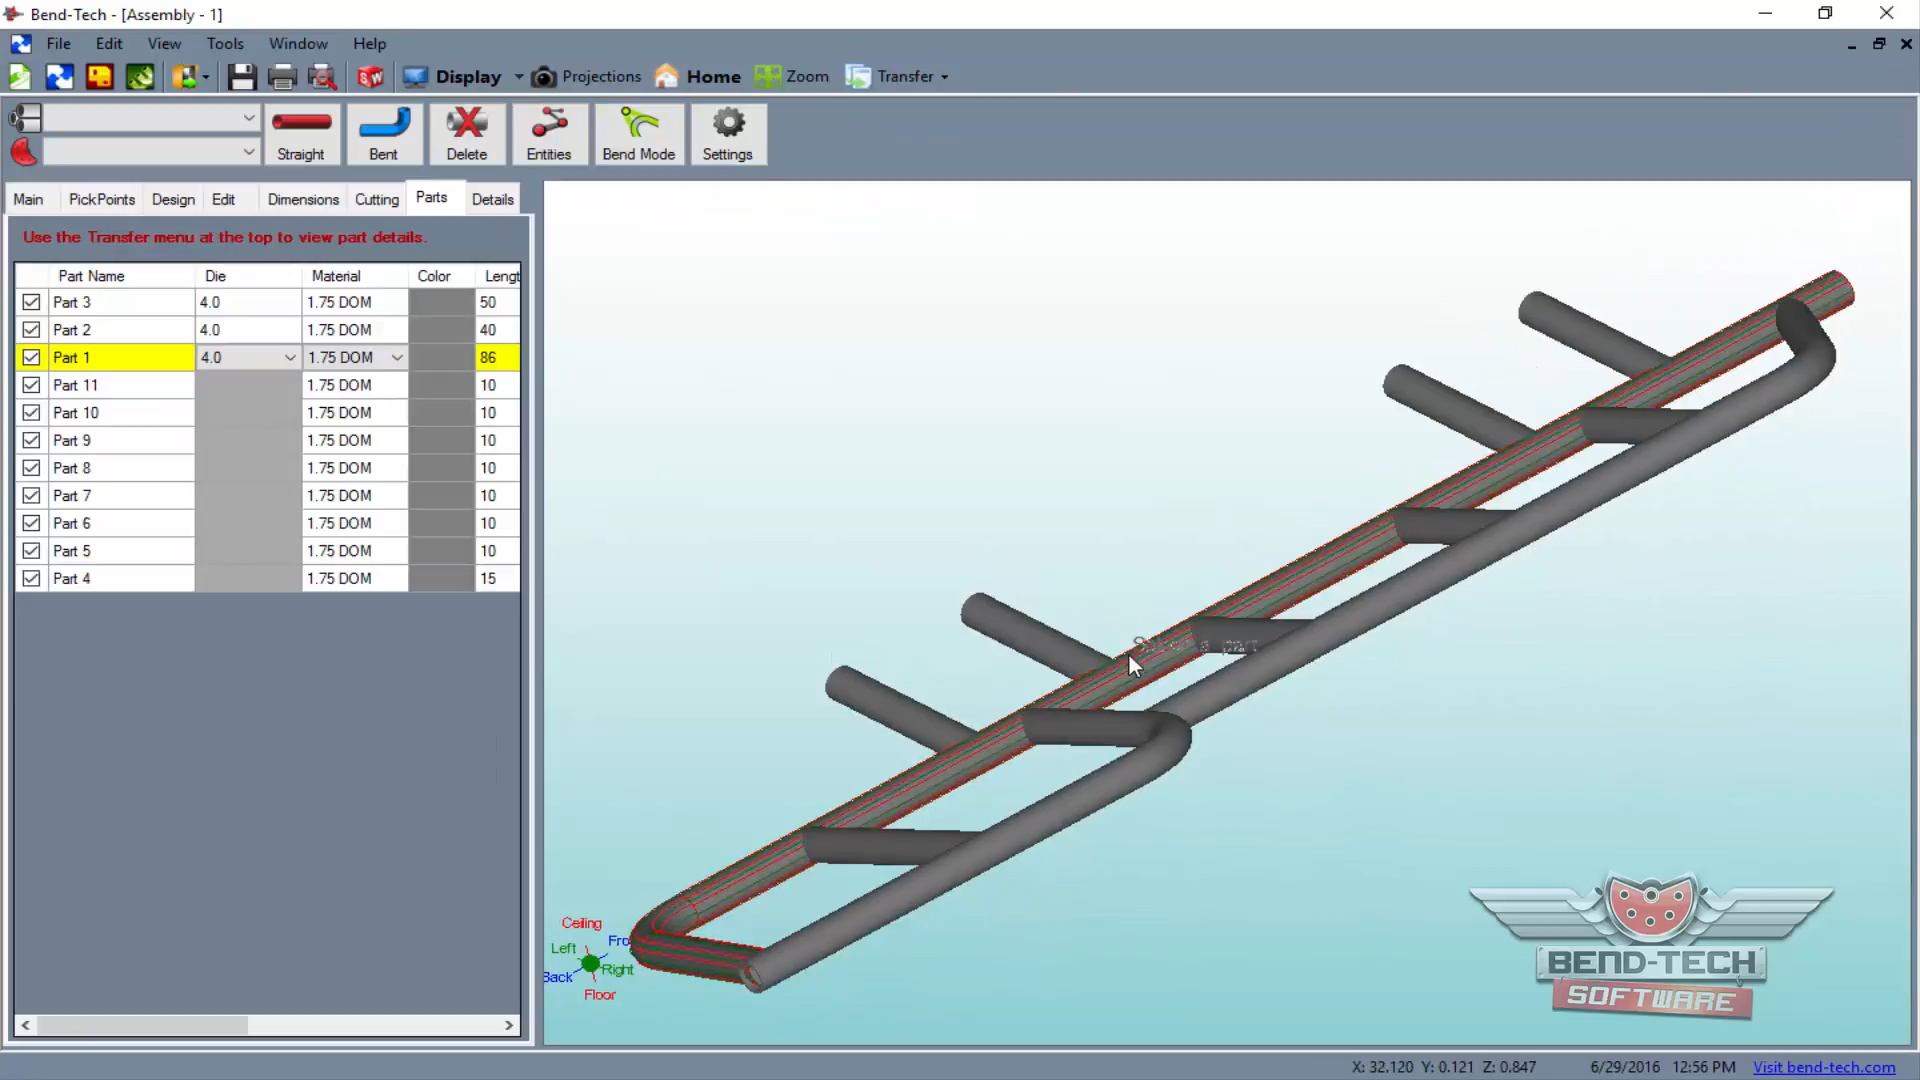 Bend-Tech - [Assembly - 1]
File Edit View Tools Window Help
SW Display Projections Home Zoom Transfer
Straight Bent Delete Entities Bend Mode Settings
Main PickPoints Design Edit Dimensions Cutting Parts Details
Use the Transfer menu at the top to view part details.
Part Name Die Material Color Lengt
Part 3 4.0 1.75 DOM 50
Part 2 4.0 1.75 DOM 40
Part 1 4.0 1.75 DOM 86
Part 11 1.75 DOM 10
Part 10 1.75 DOM 10
Part 9 1.75 DOM 10
Part 8 1.75 DOM 10
Part 7 1.75 DOM 10
Part 6 1.75 DOM 10
Part 5 1.75 DOM 10
Part 4 1.75 DOM 15
Select a part
Ceiling
Left Fro
Back Right
Floor
BEND-TECH
SOFTWARE
X: 32.120 Y: 0.121 Z: 0.847 6/29/2016 12:56 PM Visit bend-tech.com